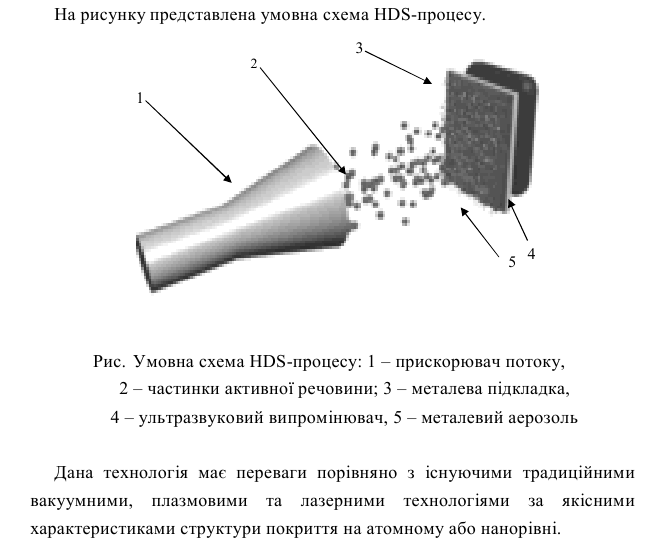 На рисунку представлена умовна схема HDS-процесу.
3
2
1
4
5
Рис. Умовна схема HDS-процесу: 1 – прискорювач потоку,
2 – частинки активної речовини; 3 – металева підкладка,
4 – ультразвуковий випромінювач, 5 – металевий аерозоль
Дана технологія має переваги порівняно з існуючими традиційними
вакуумними, плазмовими та лазерними технологіями за якісними
характеристиками структури покриття на атомному або нанорівні.